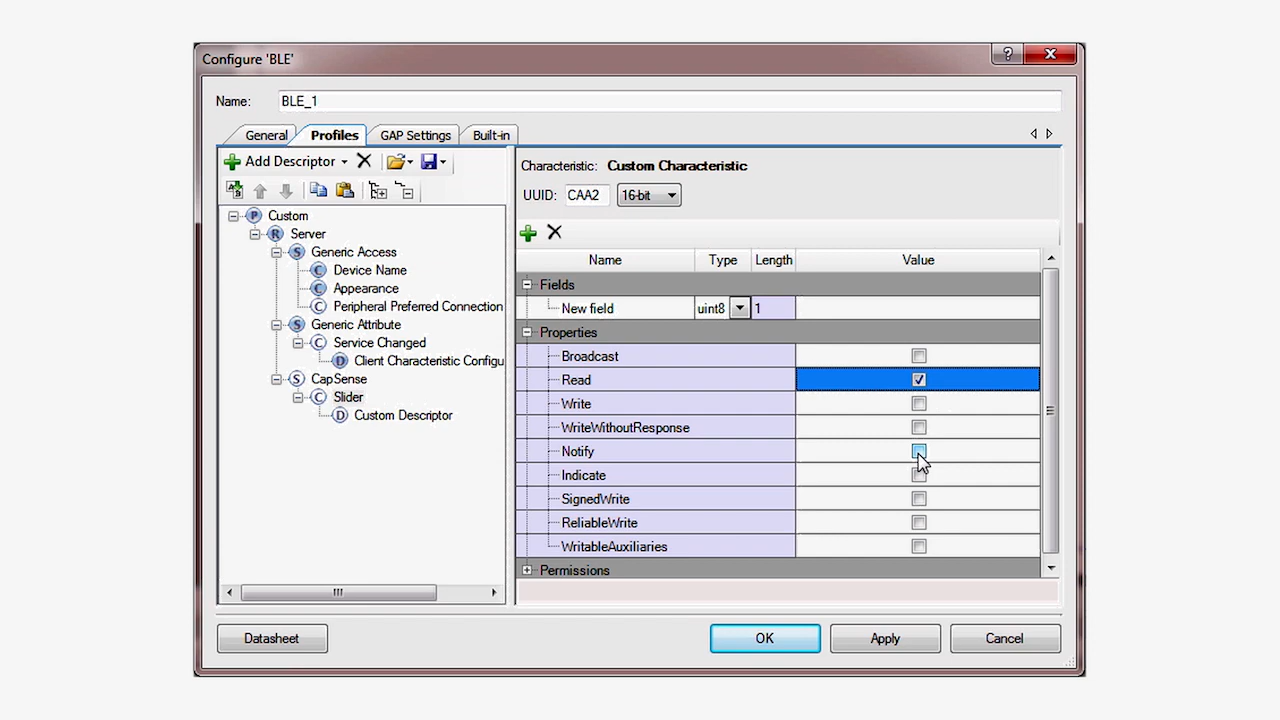 Configure 'BLE'
Name: BLE_1
General Profiles GAP Settings Built-in
Add Descriptor
Custom
Server
Generic Access
Device Name
Appearance
Peripheral Preferred Connection
Generic Attribute
Service Changed
Client Characteristic Configu
CapSense
Slider
Custom Descriptor
Characteristic: Custom Characteristic
UUID: CAA2 16-bit
Name Type Length Value
Fields
New field uint8 1
Properties
Broadcast
Read
Write
WriteWithoutResponse
Notify
Indicate
SignedWrite
ReliableWrite
WritableAuxiliaries
Permissions
Datasheet OK Apply Cancel